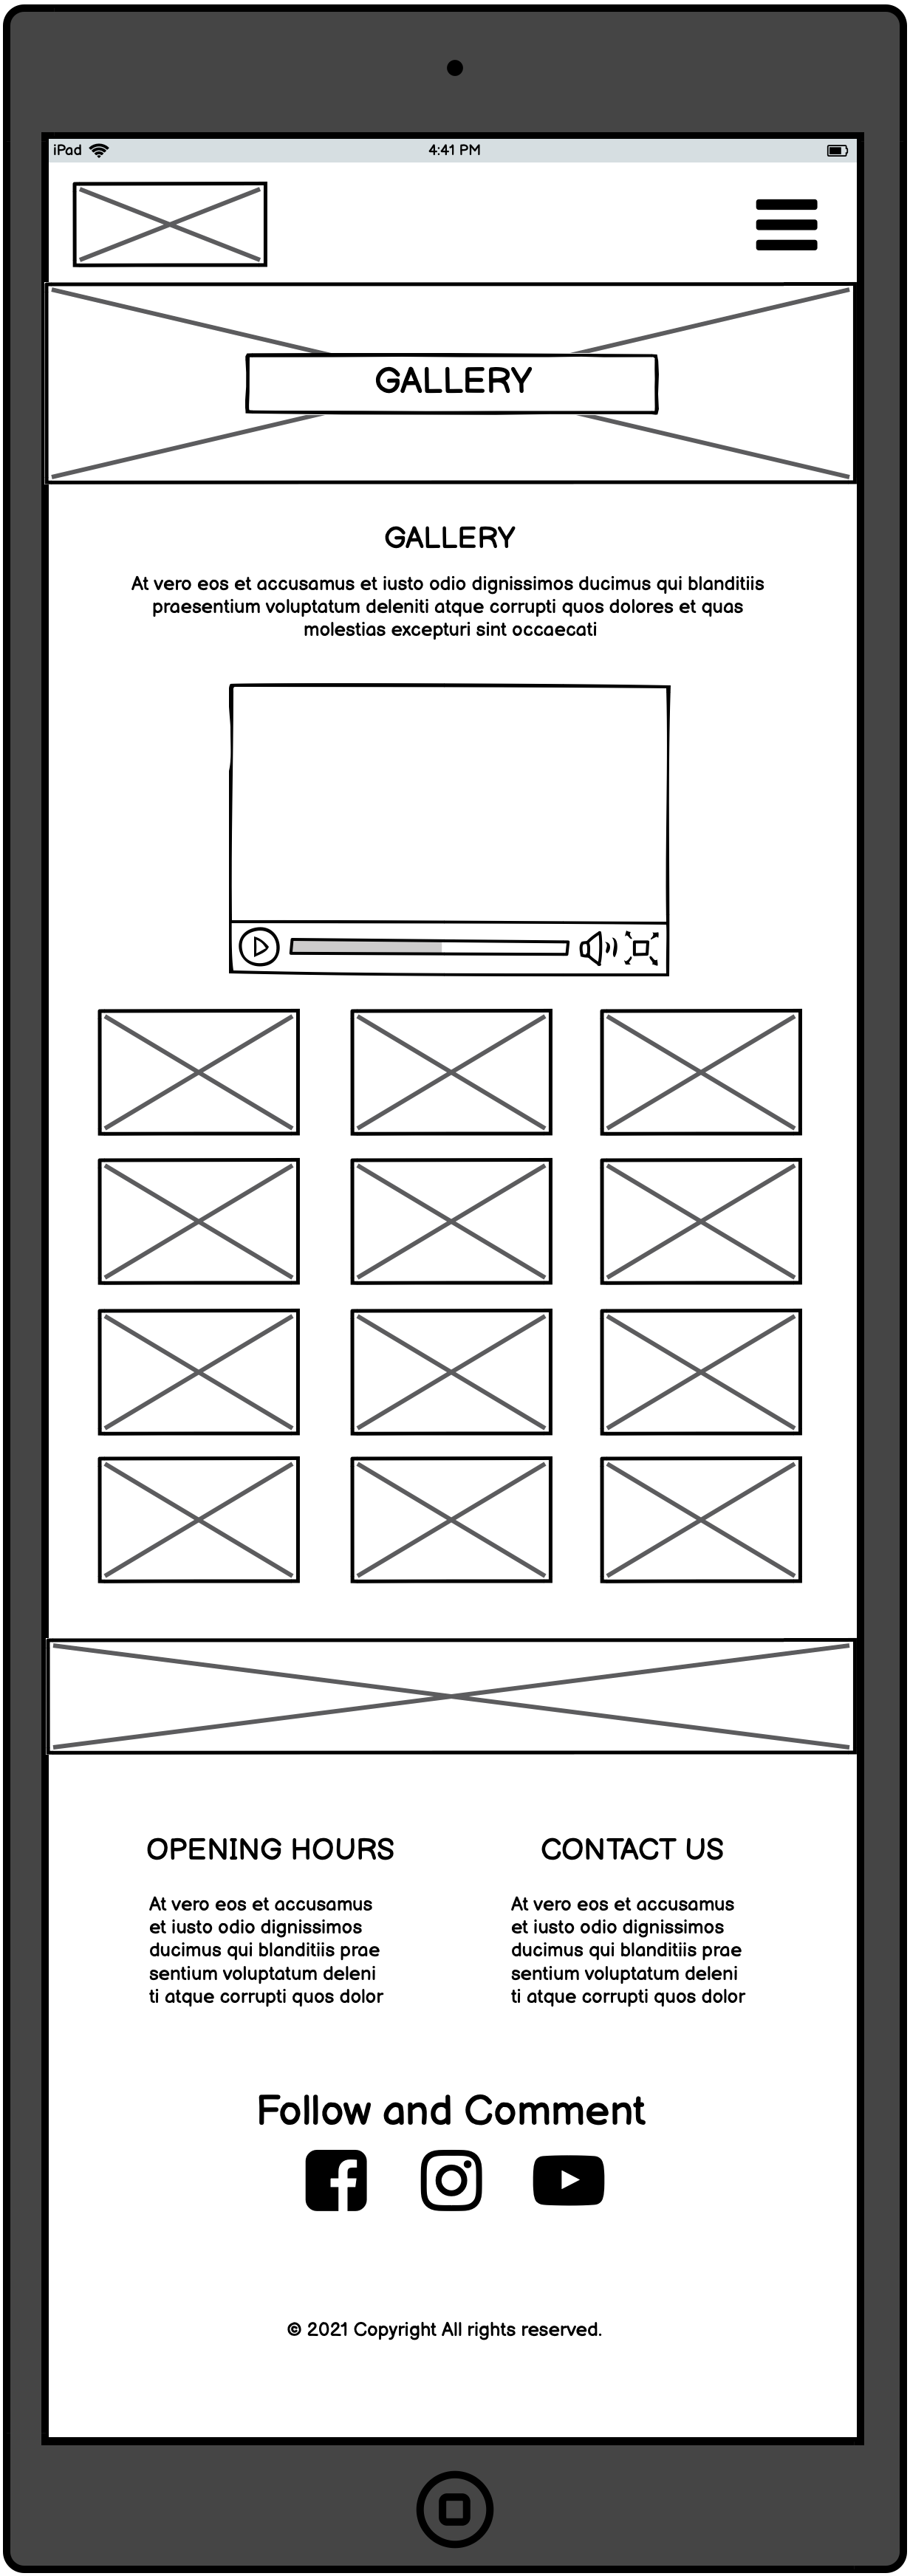 iPad
4:41 PM
GALLERY
GALLERY
At vero eos et accusamus et iusto odio dignissimos ducimus qui blanditiis
praesentium voluptatum deleniti atque corrupti quos dolores et quas
molestias excepturi sint occaecati
OPENING HOURS
At vero eos et accusamus
et iusto odio dignissimos
ducimus qui blanditiis prae
sentium voluptatum deleni
ti atque corrupti quos dolor
CONTACT US
At vero eos et accusamus
et iusto odio dignissimos
ducimus qui blanditiis prae
sentium voluptatum deleni
ti atque corrupti quos dolor
Follow and Comment
© 2021 Copyright All rights reserved.